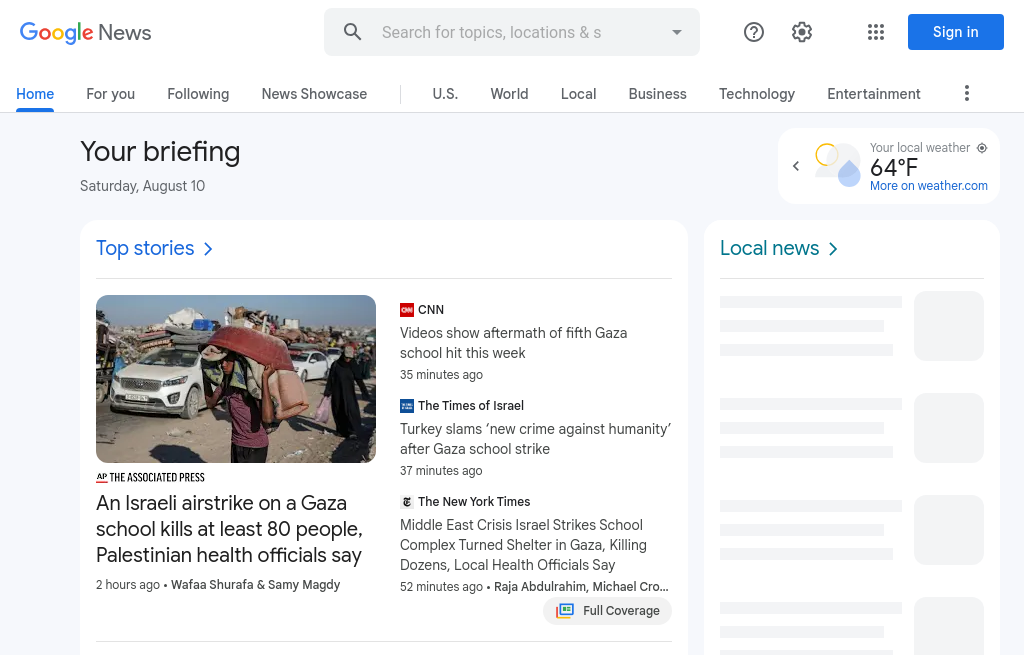 Google News
Search for topics, locations & s
Sign in
Home
For you
Following
News Showcase
U.S.
World
Local
Business
Technology
Entertainment
Your briefing
Saturday, August 10
Your local weather
64°F
More on weather.com
Top stories
AP THE ASSOCIATED PRESS
An Israeli airstrike on a Gaza
school kills at least 80 people,
Palestinian health officials say
2 hours ago • Wafaa Shurafa & Samy Magdy
CNN
Videos show aftermath of fifth Gaza
school hit this week
35 minutes ago
The Times of Israel
Turkey slams ‘new crime against humanity’
after Gaza school strike
37 minutes ago
The New York Times
Middle East Crisis Israel Strikes School
Complex Turned Shelter in Gaza, Killing
Dozens, Local Health Officials Say
52 minutes ago • Raja Abdulrahim, Michael Cro...
Full Coverage
Local news